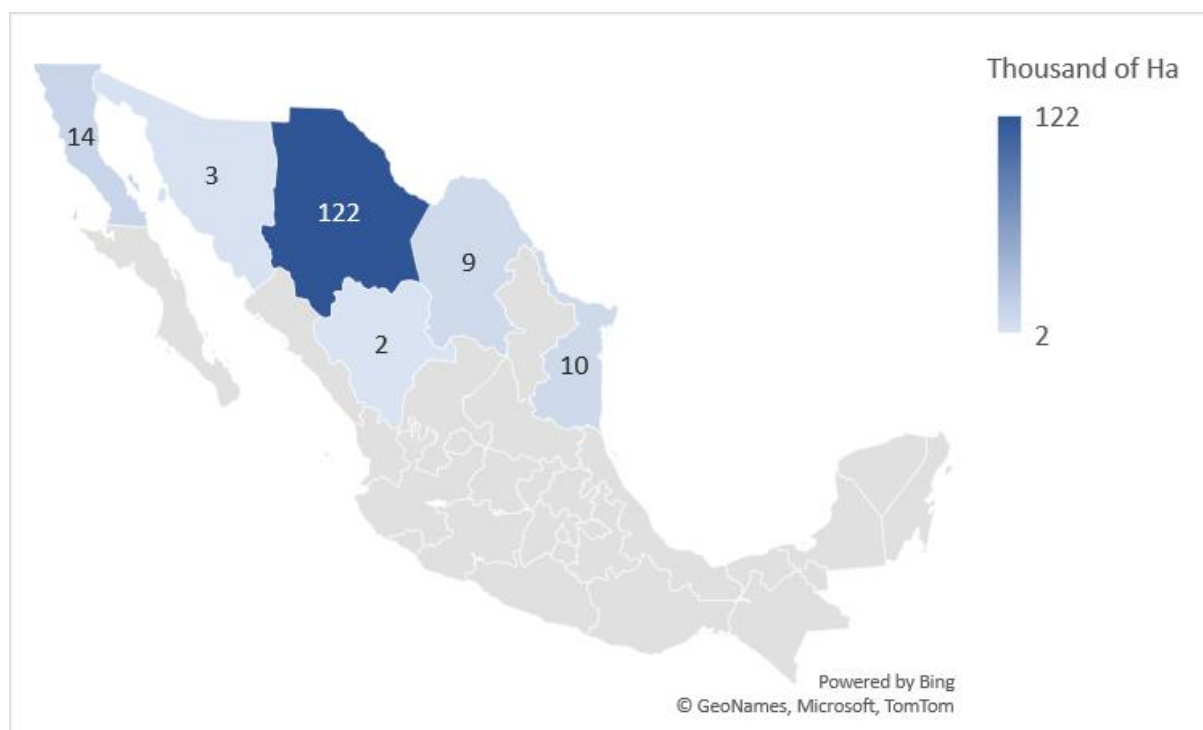 Thousand of Ha
122
14
3
122
9
2
2
10
Powered by Bing
© GeoNames, Microsoft, TomTom